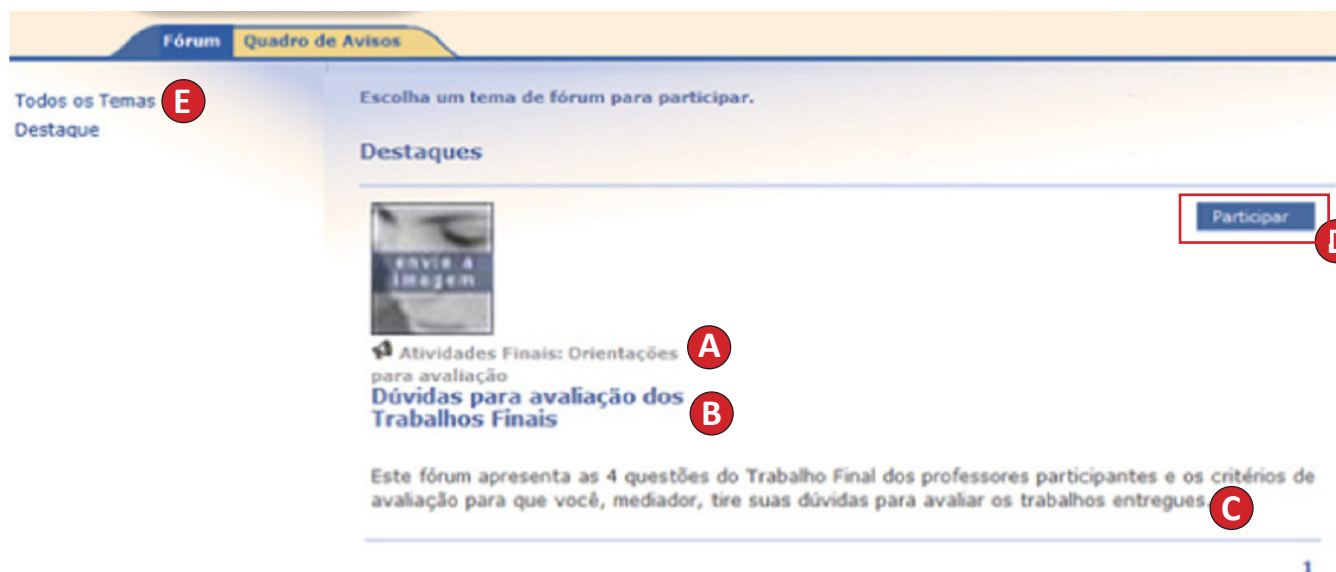 Fórum Quadro de Avisos
Todos os Temas E
Destaque
Escolha um tema de fórum para participar.
Destaques
Participar
D
envie a
imagem
Atividades Finais: Orientações A
para avaliação
Dúvidas para avaliação dos
Trabalhos Finais B
Este fórum apresenta as 4 questões do Trabalho Final dos professores participantes e os critérios de
avaliação para que você, mediador, tire suas dúvidas para avaliar os trabalhos entregues. C
1